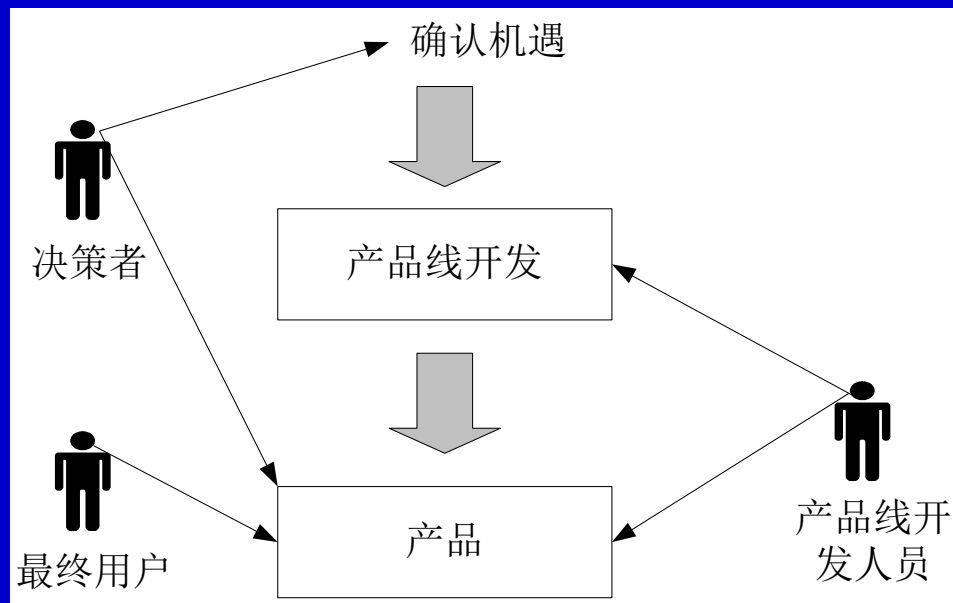 确认机遇
决策者
产品线开发
最终用户
产品
产品线开
发人员